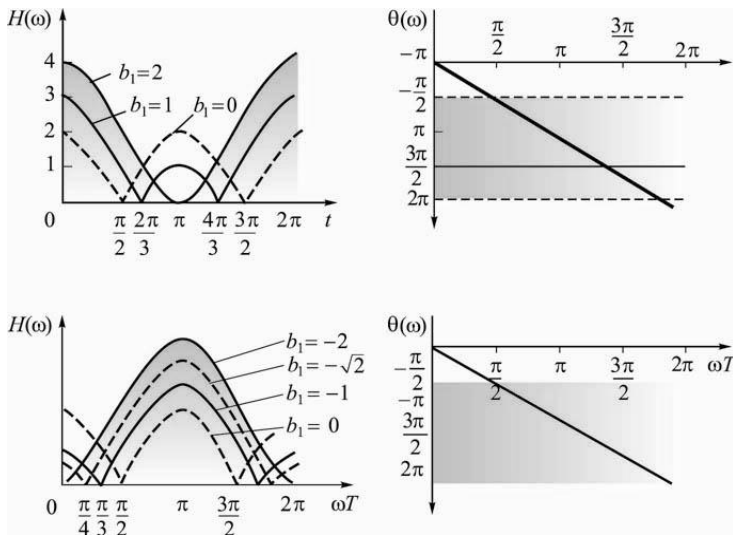 H(ω)
4
3
2
1
0
b₁=2
b₁=1
b₁=0
π/2 2π/3 π 4π/3 3π/2 2π t
θ(ω)
π/2 π 3π/2 2π
−π
−π/2
π
3π/2
2π
H(ω)
b₁=−2
b₁=−√2
b₁=−1
b₁=0
0 π/4 π/3 π/2 π 3π/2 2π ωT
θ(ω)
π/2 π 3π/2 2π ωT
−π/2
−π
3π/2
2π